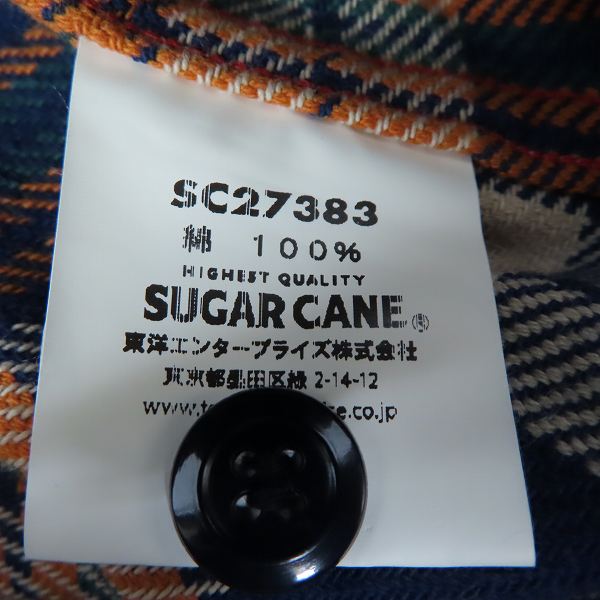 SC27383
綿 100%
HIGHEST QUALITY
SUGAR CANE®
東洋エンタープライズ株式会社
東京都墨田区緑 2-14-12